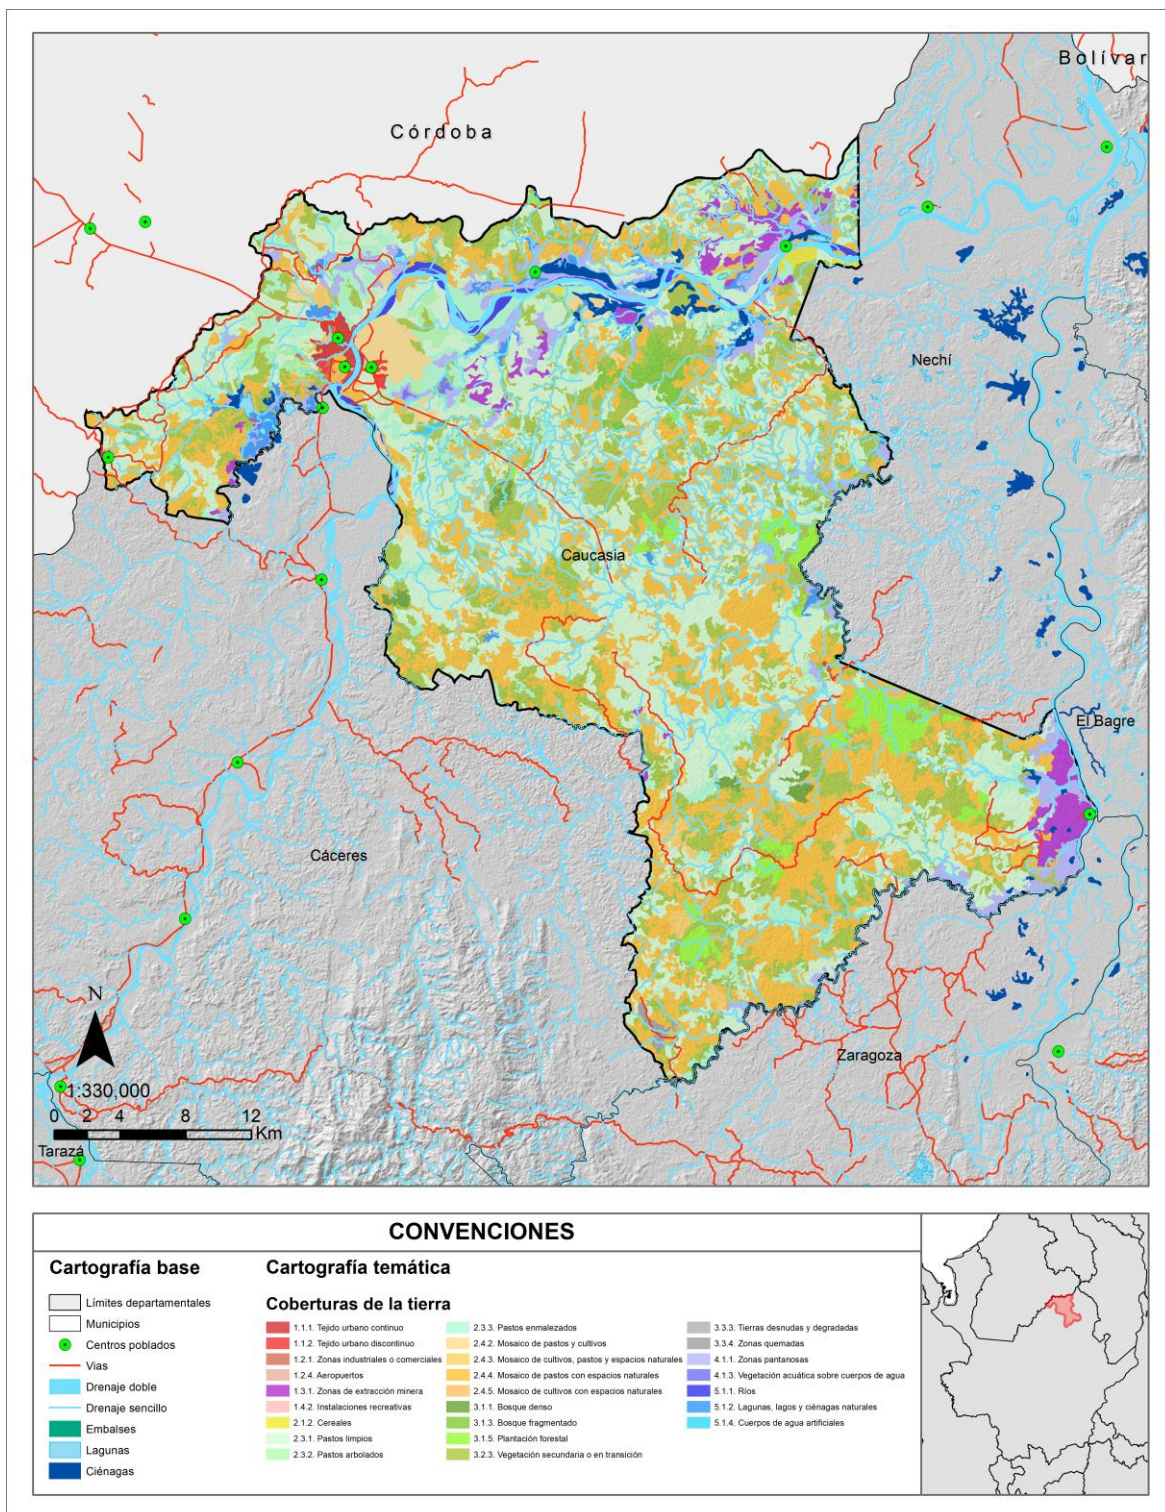 Bolívar
Córdoba
Nechí
Caucasia
El Bagre
Cáceres
N
Zaragoza
1:330,000
0 2 4 8 12
Km
Tarazá
CONVENCIONES
Cartografía base
Límites departamentales
Municipios
Centros poblados
Vias
Drenaje doble
Drenaje sencillo
Embalses
Lagunas
Ciénagas
Cartografía temática
Coberturas de la tierra
1.1.1. Tejido urbano continuo
1.1.2. Tejido urbano discontinuo
1.2.1. Zonas industriales o comerciales
1.2.4. Aeropuertos
1.3.1. Zonas de extracción minera
1.4.2. Instalaciones recreativas
2.1.2. Cereales
2.3.1. Pastos limpios
2.3.2. Pastos arbolados
2.3.3. Pastos enmalezados
2.4.2. Mosaico de pastos y cultivos
2.4.3. Mosaico de cultivos, pastos y espacios naturales
2.4.4. Mosaico de pastos con espacios naturales
2.4.5. Mosaico de cultivos con espacios naturales
3.1.1. Bosque denso
3.1.3. Bosque fragmentado
3.1.5. Plantación forestal
3.2.3. Vegetación secundaria o en transición
3.3.3. Tierras desnudas y degradadas
3.3.4. Zonas quemadas
4.1.1. Zonas pantanosas
4.1.3. Vegetación acuática sobre cuerpos de agua
5.1.1. Ríos
5.1.2. Lagunas, lagos y ciénagas naturales
5.1.4. Cuerpos de agua artificiales